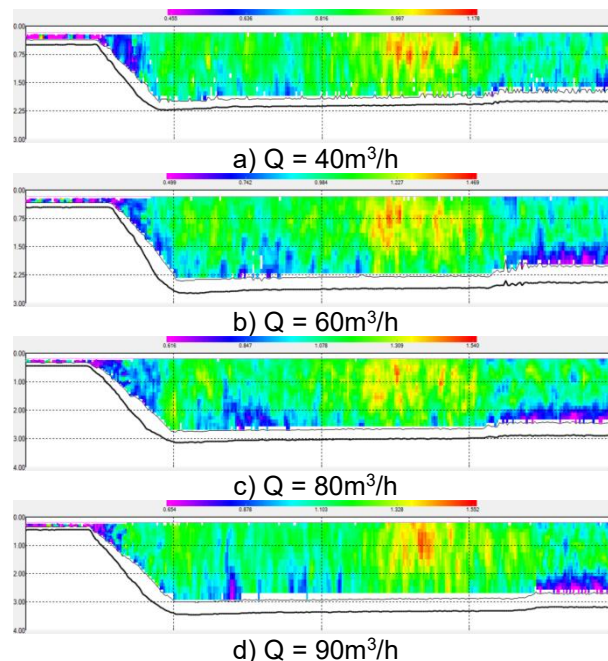 0.455 0.636 0.816 0.997 1.178
0.00
0.75
1.50
2.25
3.00
a) Q = 40m³/h
0.499 0.742 0.984 1.227 1.469
0.00
0.75
1.50
2.25
3.00
b) Q = 60m³/h
0.616 0.847 1.078 1.309 1.540
0.00
1.00
2.00
3.00
4.00
c) Q = 80m³/h
0.654 0.878 1.103 1.328 1.552
0.00
1.00
2.00
3.00
4.00
d) Q = 90m³/h